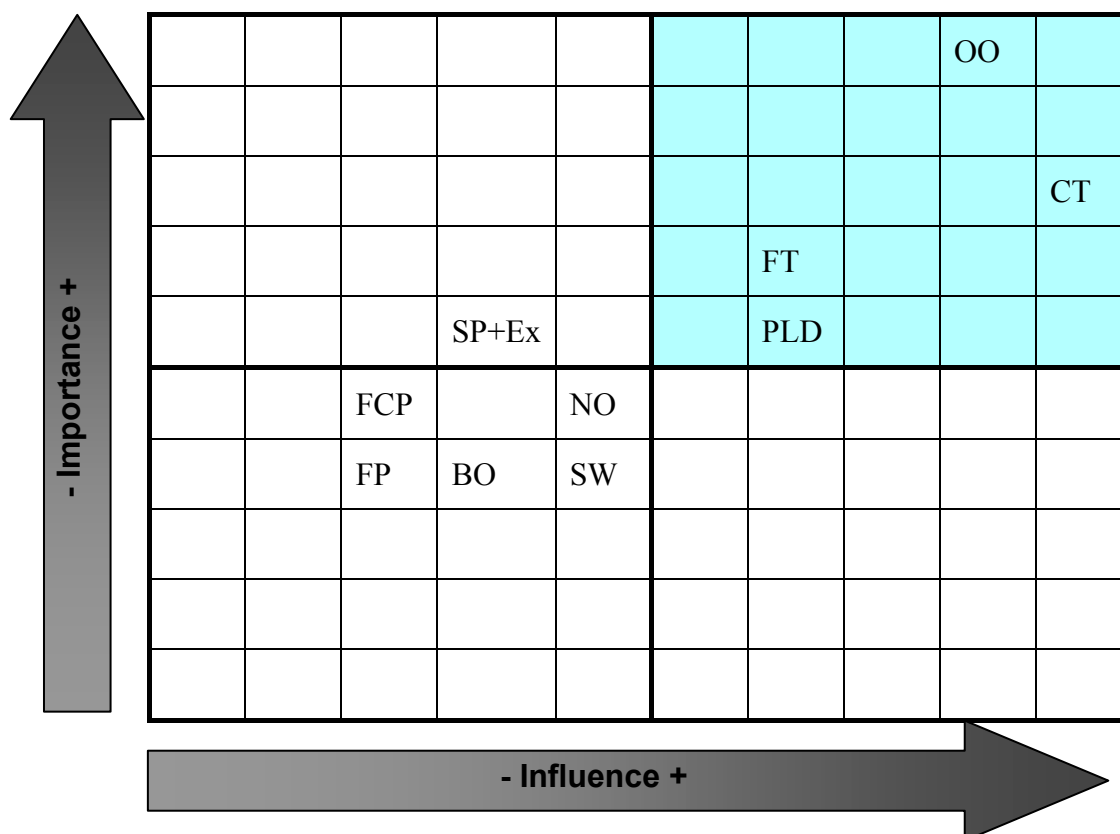 OO
CT
FT
SP+Ex PLD
FCP NO
FP BO SW
- Importance +
- Influence +